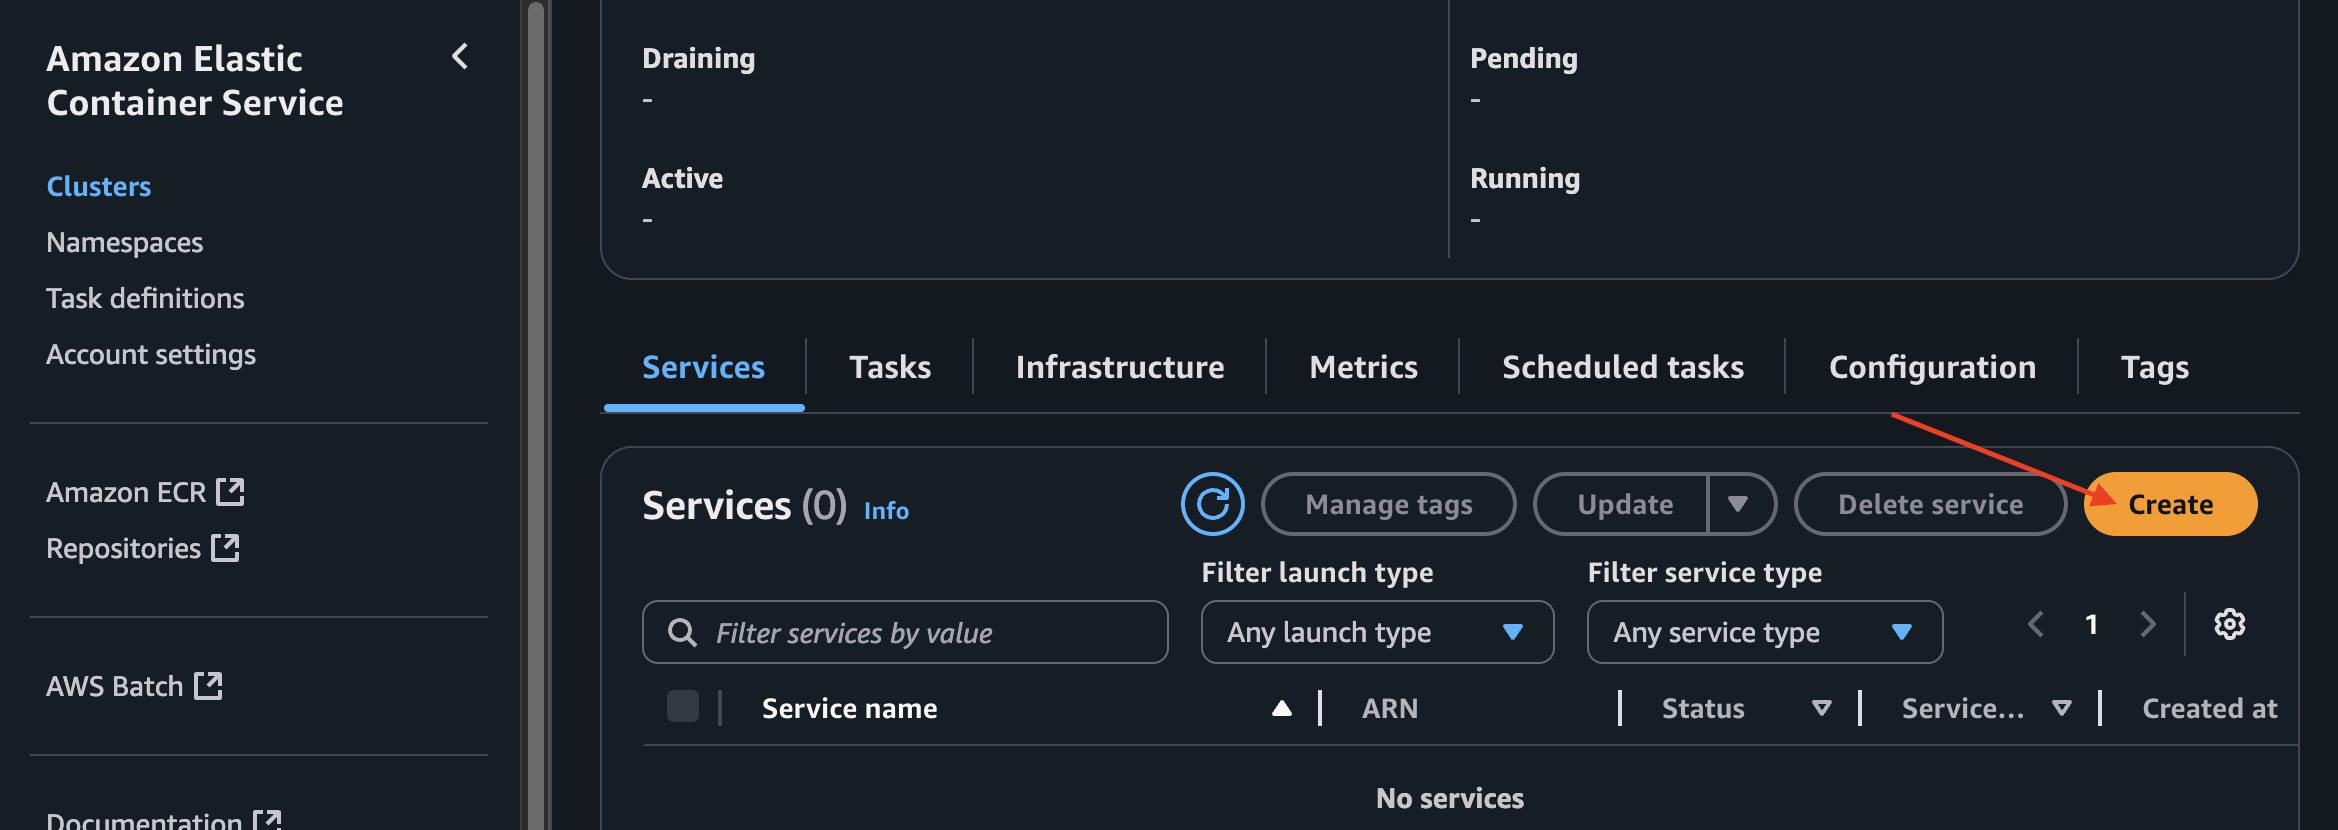 Amazon Elastic
Container Service
Clusters
Namespaces
Task definitions
Account settings
Amazon ECR
Repositories
AWS Batch
Documentation
Draining
-
Pending
-
Active
-
Running
-
Services Tasks Infrastructure Metrics Scheduled tasks Configuration Tags
Services (0) Info Manage tags Update Delete service Create
Filter launch type Filter service type
Filter services by value Any launch type Any service type 1
Service name ARN Status Service... Created at
No services